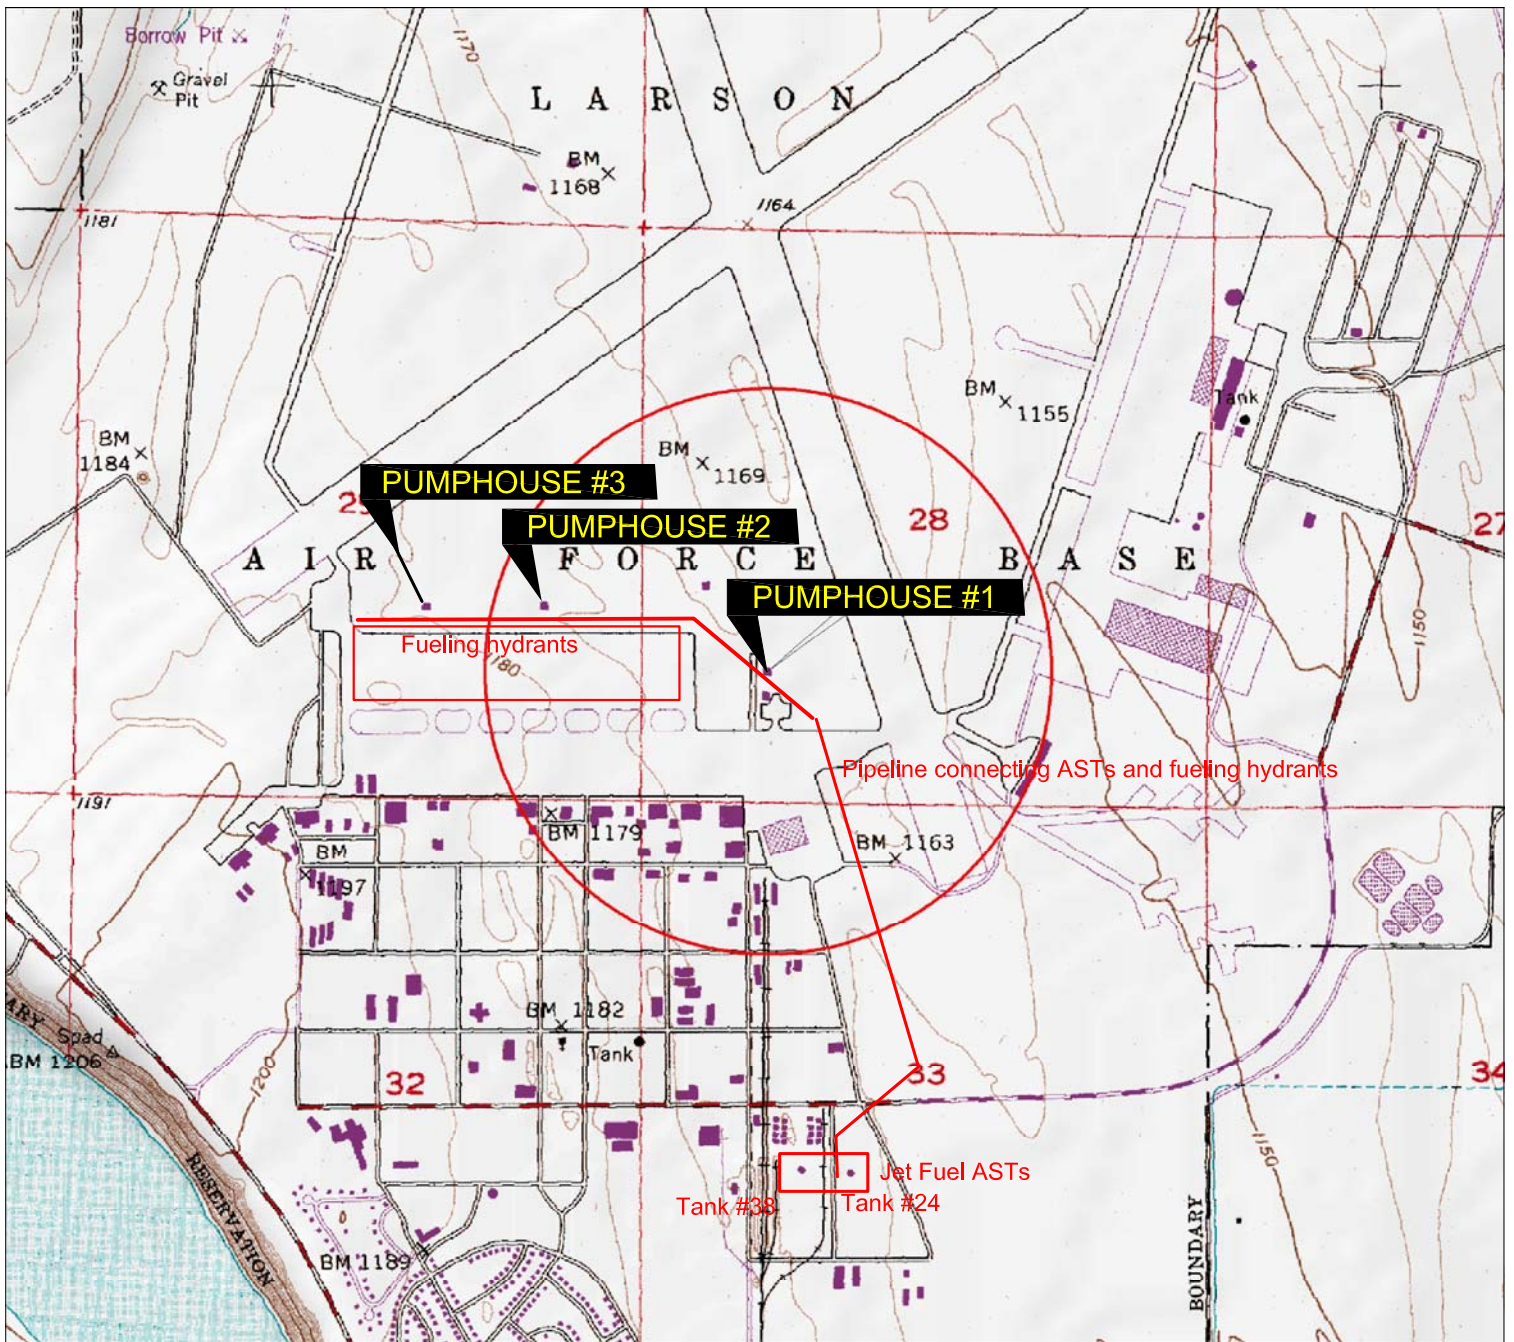 Borrow Pit
Gravel
Pit
1170
L A R S O N
BM
1168
1164
1181
BM
1155
Tank
BM
1184
BM
1169
PUMPHOUSE #3
29
PUMPHOUSE #2
28
27
A I R F O R C E B A S E
PUMPHOUSE #1
Fueling hydrants
1180
1150
Pipeline connecting ASTs and fueling hydrants
1191
BM 1179
BM 1163
BM
1197
BM 1182
Tank
Spad
BM 1206
1200
32
33
34
1150
Jet Fuel ASTs
Tank #38
Tank #24
RESERVATION
BOUNDARY
BM 1189